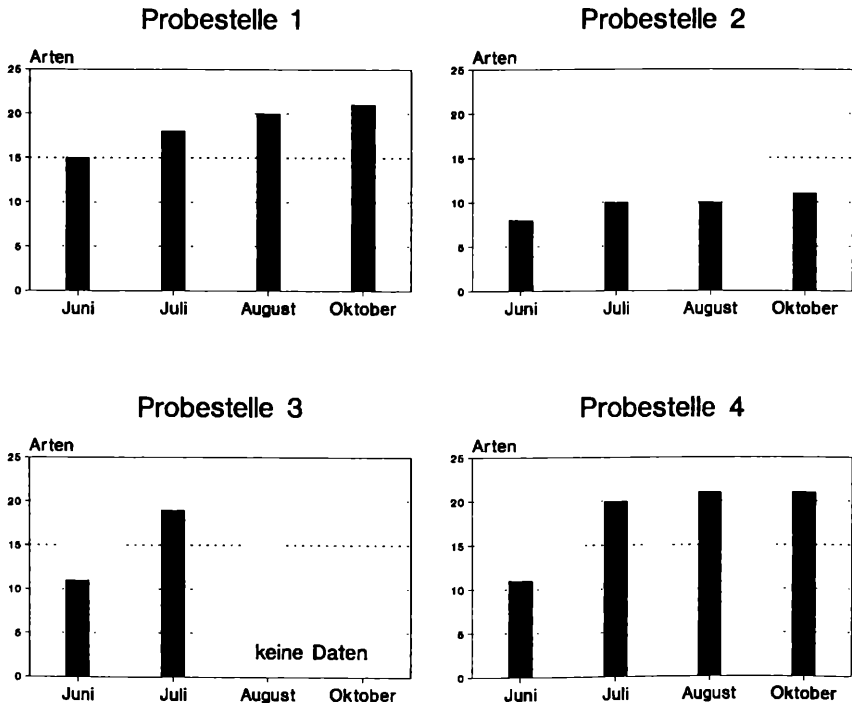 Probestelle 1
Arten
25
20
15
10
5
0
Juni Juli August Oktober
Probestelle 2
Arten
25
20
15
10
5
0
Juni Juli August Oktober
Probestelle 3
Arten
25
20
15
10
5
0
keine Daten
Juni Juli August Oktober
Probestelle 4
Arten
25
20
15
10
5
0
Juni Juli August Oktober